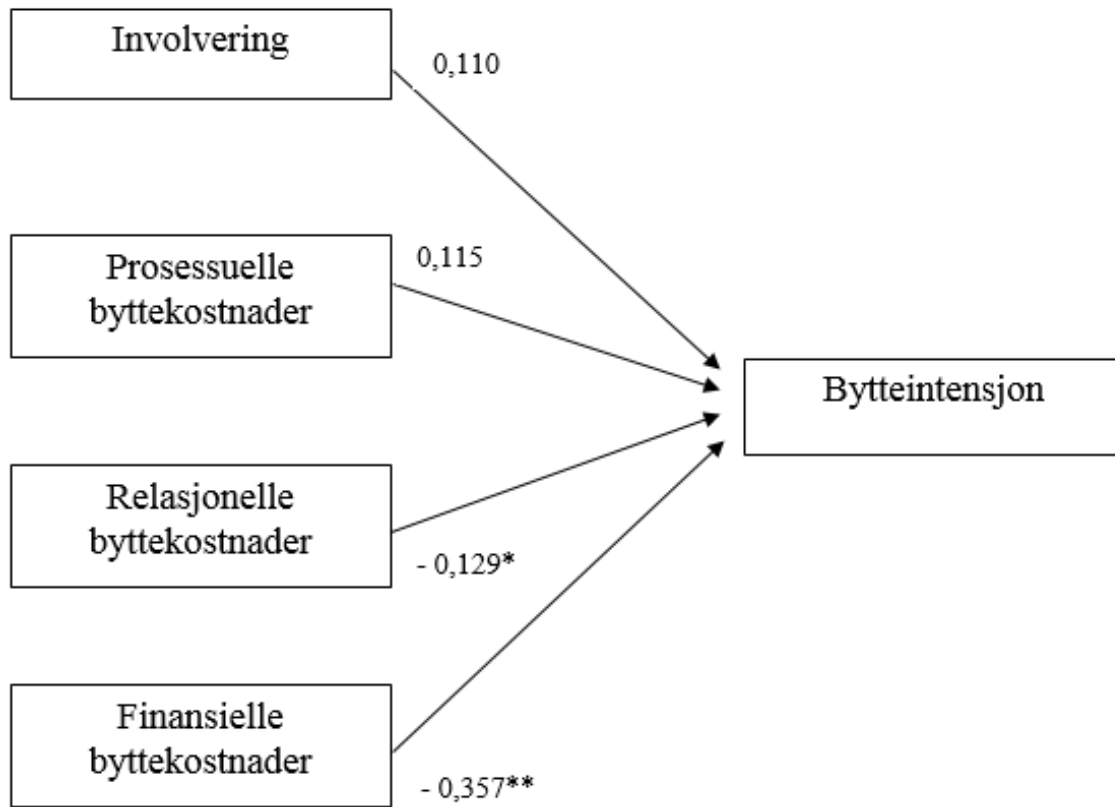 Involvering
0,110
Prosessuelle
byttekostnader
0,115
Bytteintensjon
Relasjonelle
byttekostnader
- 0,129*
Finansielle
byttekostnader
- 0,357**